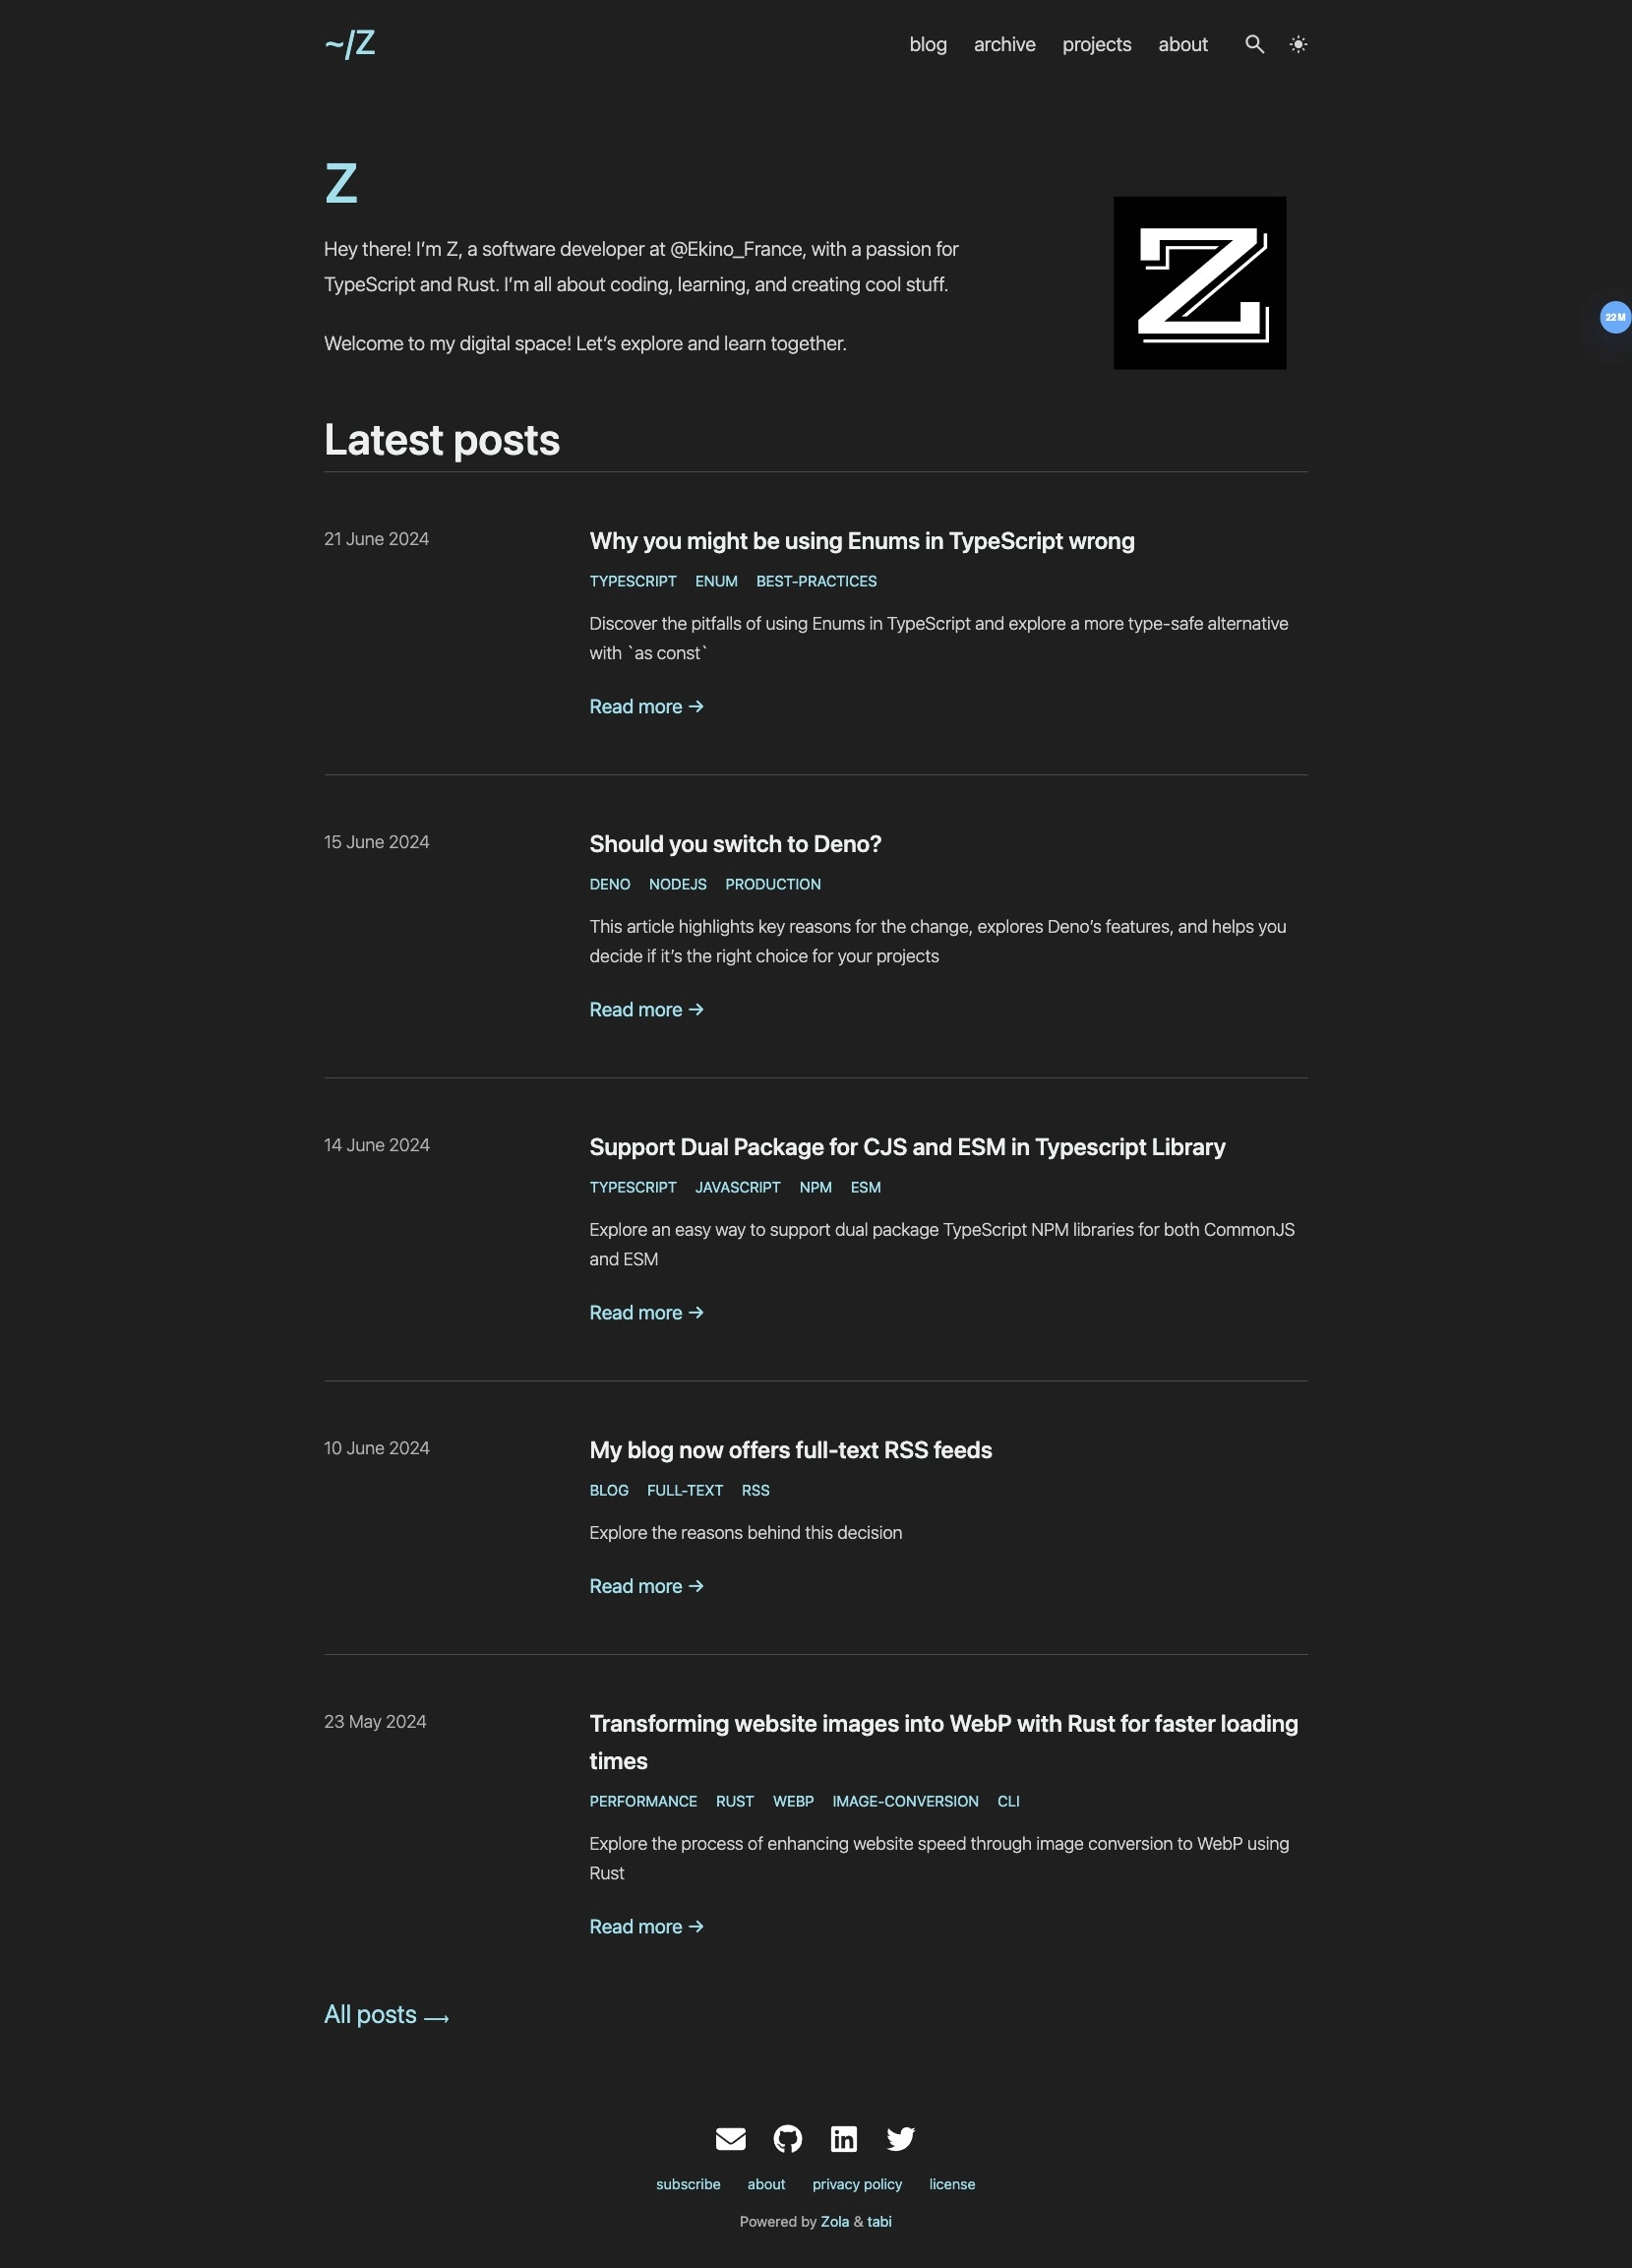 ~/Z
blog archive projects about
Z
Hey there! I’m Z, a software developer at @Ekino_France, with a passion for
TypeScript and Rust. I’m all about coding, learning, and creating cool stuff.
Welcome to my digital space! Let’s explore and learn together.
Z
22M
Latest posts
21 June 2024
Why you might be using Enums in TypeScript wrong
TYPESCRIPT ENUM BEST-PRACTICES
Discover the pitfalls of using Enums in TypeScript and explore a more type-safe alternative
with `as const`
Read more →
15 June 2024
Should you switch to Deno?
DENO NODEJS PRODUCTION
This article highlights key reasons for the change, explores Deno’s features, and helps you
decide if it’s the right choice for your projects
Read more →
14 June 2024
Support Dual Package for CJS and ESM in Typescript Library
TYPESCRIPT JAVASCRIPT NPM ESM
Explore an easy way to support dual package TypeScript NPM libraries for both CommonJS
and ESM
Read more →
10 June 2024
My blog now offers full-text RSS feeds
BLOG FULL-TEXT RSS
Explore the reasons behind this decision
Read more →
23 May 2024
Transforming website images into WebP with Rust for faster loading
times
PERFORMANCE RUST WEBP IMAGE-CONVERSION CLI
Explore the process of enhancing website speed through image conversion to WebP using
Rust
Read more →
All posts ⟶
in
subscribe about privacy policy license
Powered by Zola & tabi